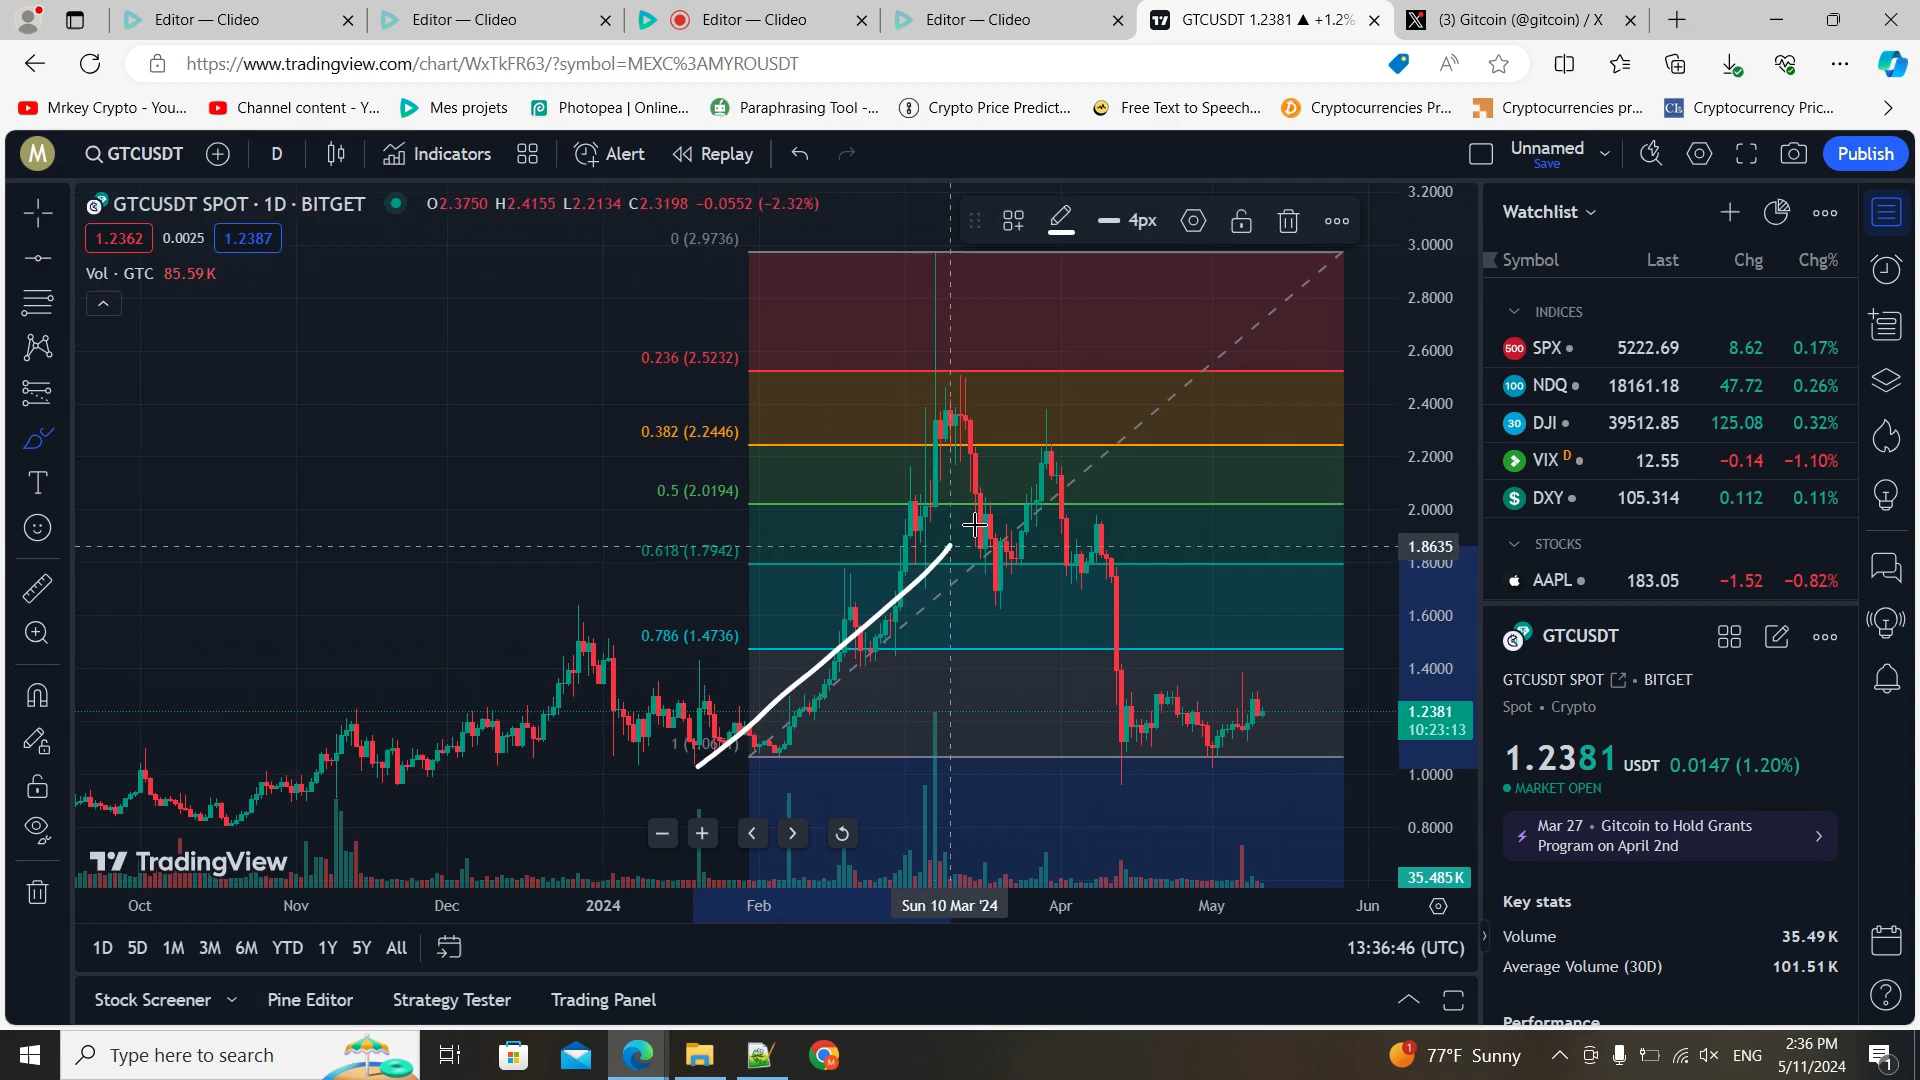 Editor — Clideo
Editor — Clideo
Editor — Clideo
Editor — Clideo
GTCUSDT 1.2381 ▲ +1.2%
(3) Gitcoin (@gitcoin) / X
https://www.tradingview.com/chart/WxTkFR63/?symbol=MEXC%3AMYROUSDT
Mrkey Crypto - You...
Channel content - Y...
Mes projets
Photopea | Online...
Paraphrasing Tool -...
Crypto Price Predict...
Free Text to Speech...
Cryptocurrencies Pr...
Cryptocurrencies pr...
Cryptocurrency Pric...
M
GTCUSDT
D
Indicators
Alert
Replay
Unnamed
Save
Publish
GTCUSDT SPOT · 1D · BITGET
O2.3750 H2.4155 L2.2134 C2.3198 −0.0552 (−2.32%)
1.2362
0.0025
1.2387
Vol · GTC 85.59K
4px
0 (2.9736)
0.236 (2.5232)
0.382 (2.2446)
0.5 (2.0194)
0.618 (1.7942)
0.786 (1.4736)
3.2000
3.0000
2.8000
2.6000
2.4000
2.2000
2.0000
1.8635
1.8000
1.6000
1.4000
1.2381
10:23:13
1.0000
0.8000
35.485K
TradingView
Oct
Nov
Dec
2024
Feb
Sun 10 Mar '24
Apr
May
Jun
1D 5D 1M 3M 6M YTD 1Y 5Y All
13:36:46 (UTC)
Stock Screener
Pine Editor
Strategy Tester
Trading Panel
Watchlist
Symbol Last Chg Chg%
INDICES
500 SPX 5222.69 8.62 0.17%
100 NDQ 18161.18 47.72 0.26%
30 DJI 39512.85 125.08 0.32%
VIX D 12.55 −0.14 −1.10%
$ DXY 105.314 0.112 0.11%
STOCKS
AAPL 183.05 −1.52 −0.82%
GTCUSDT
GTCUSDT SPOT • BITGET
Spot • Crypto
1.2381 USDT 0.0147 (1.20%)
MARKET OPEN
Mar 27 • Gitcoin to Hold Grants
Program on April 2nd
Key stats
Volume 35.49K
Average Volume (30D) 101.51K
Performance
Type here to search
1
77°F Sunny
ENG
2:36 PM
5/11/2024
1